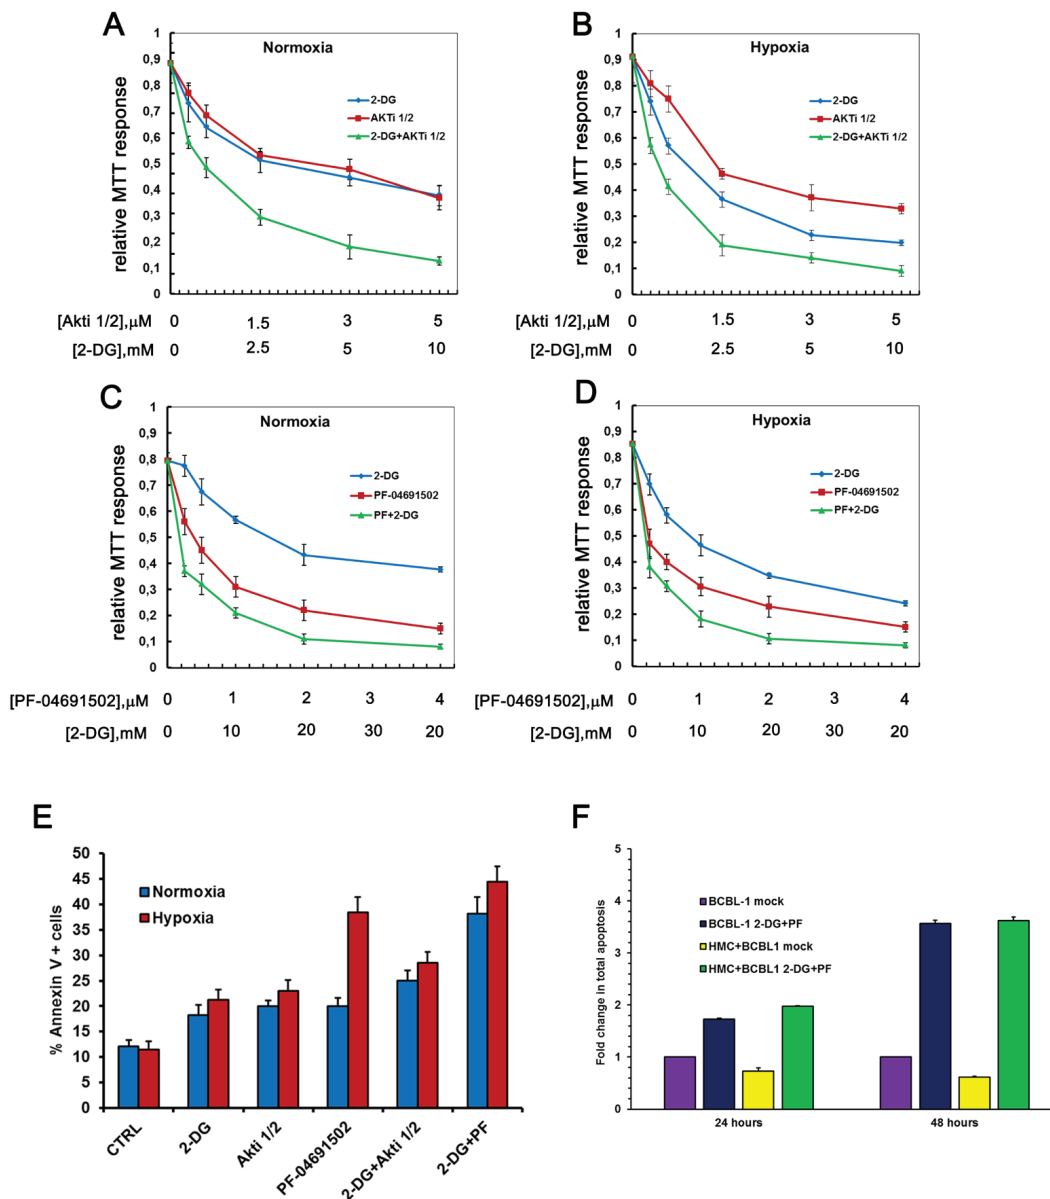 A
Normoxia
relative MTT response
1
0,9
0,8
0,7
0,6
0,5
0,4
0,3
0,2
0,1
0
2-DG
AKTi 1/2
2-DG+AKTi 1/2
[Akti 1/2],μM 0 1.5 3 5
[2-DG],mM 0 2.5 5 10
B
Hypoxia
relative MTT response
1
0,9
0,8
0,7
0,6
0,5
0,4
0,3
0,2
0,1
0
2-DG
AKTi 1/2
2-DG+AKTi 1/2
[Akti 1/2],μM 0 1.5 3 5
[2-DG],mM 0 2.5 5 10
C
Normoxia
relative MTT response
1
0,9
0,8
0,7
0,6
0,5
0,4
0,3
0,2
0,1
0
2-DG
PF-04691502
PF+2-DG
[PF-04691502],μM 0 1 2 3 4
[2-DG],mM 0 10 20 30 20
D
Hypoxia
relative MTT response
1
0,9
0,8
0,7
0,6
0,5
0,4
0,3
0,2
0,1
0
2-DG
PF-04691502
PF+2-DG
[PF-04691502],μM 0 1 2 3 4
[2-DG],mM 0 10 20 30 20
E
% Annexin V + cells
50
45
40
35
30
25
20
15
10
5
0
Normoxia
Hypoxia
CTRL
2-DG
Akti 1/2
PF-04691502
2-DG+Akti 1/2
2-DG+PF
F
Fold change in total apoptosis
5
4
3
2
1
0
BCBL-1 mock
BCBL-1 2-DG+PF
HMC+BCBL1 mock
HMC+BCBL1 2-DG+PF
24 hours
48 hours